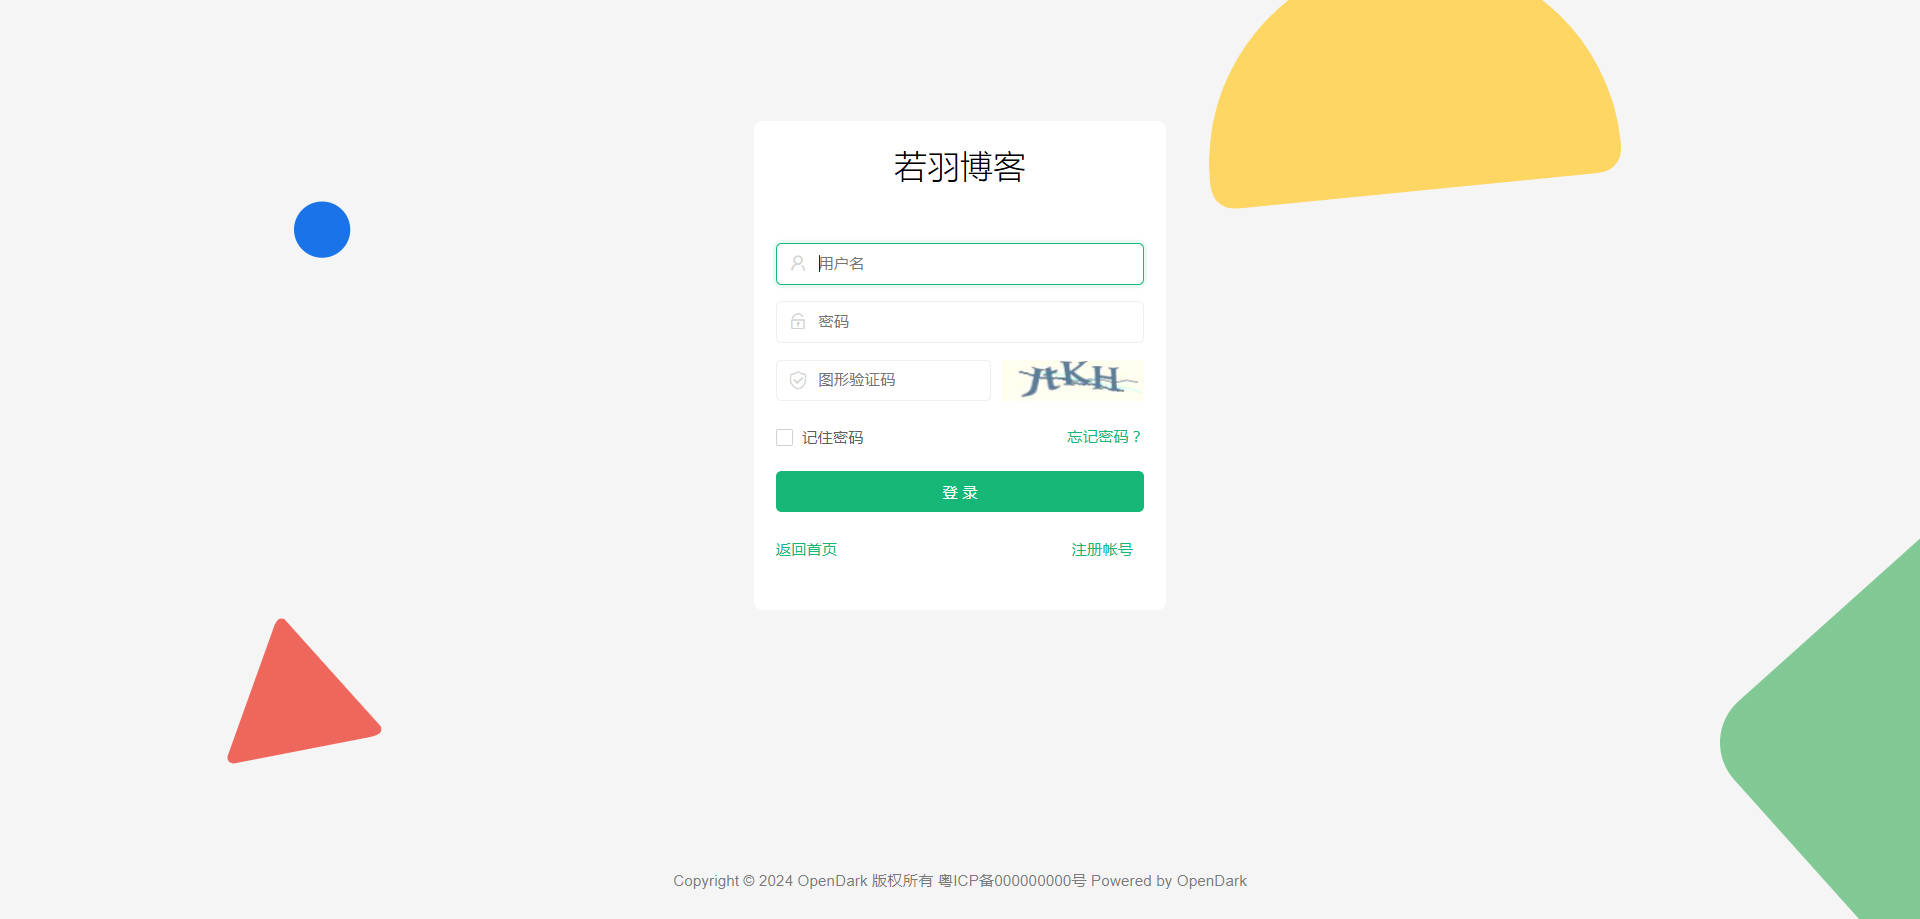 若羽博客
用户名
密码
图形验证码
记住密码 忘记密码？
登 录
返回首页 注册帐号
Copyright © 2024 OpenDark 版权所有 粤ICP备000000000号 Powered by OpenDark